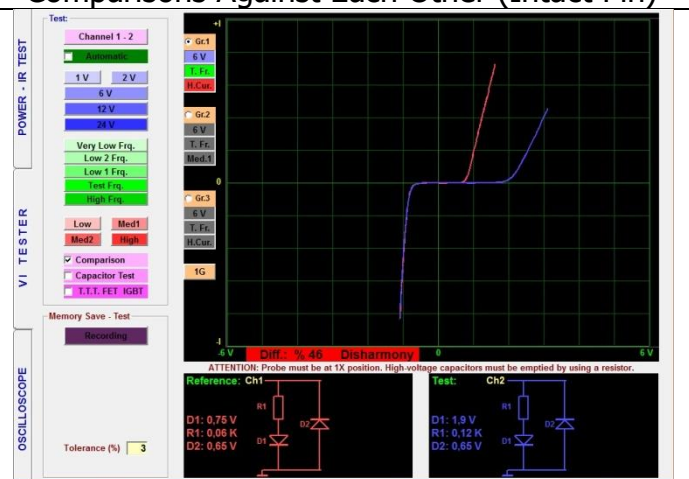 Comparisons Against Each Other (Intact Pin)
POWER - IR TEST
VI TESTER
OSCILLOSCOPE
Test:
Channel 1 - 2
Automatic
1 V 2 V
6 V
12 V
24 V
Very Low Frq.
Low 2 Frq.
Low 1 Frq.
Test Frq.
High Frq.
Low Med1
Med2 High
Comparison
Capacitor Test
T.T.T. FET IGBT
Memory Save - Test
Recording
Tolerance (%) 3
Gr.1
6 V
T. Fr.
H.Cur.
Gr.2
6 V
T. Fr.
Med.1
Gr.3
6 V
T. Fr.
H.Cur.
1G
+I
0
-I
-6 V 0 6 V
Diff.: % 46 Disharmony
ATTENTION: Probe must be at 1X position. High-voltage capacitors must be emptied by using a resistor.
Reference: Ch1
R1
D1
D2
D1: 0,75 V
R1: 0,06 K
D2: 0,65 V
Test: Ch2
R1
D1
D2
D1: 1,9 V
R1: 0,12 K
D2: 0,65 V